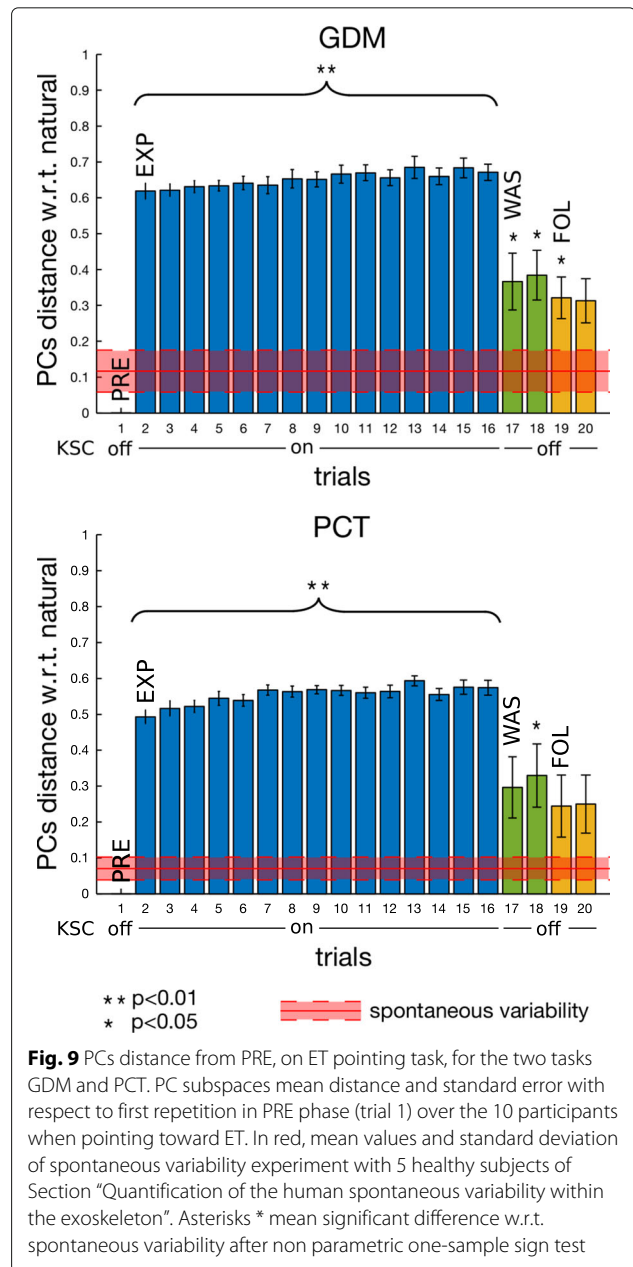 GDM
PCs distance w.r.t. natural
1
0.9
0.8
0.7
0.6
0.5
0.4
0.3
0.2
0.1
0
**
PRE
EXP
* WAS
*
* FOL
1 2 3 4 5 6 7 8 9 10 11 12 13 14 15 16 17 18 19 20
KSC off on off
trials
PCT
PCs distance w.r.t. natural
1
0.9
0.8
0.7
0.6
0.5
0.4
0.3
0.2
0.1
0
**
PRE
EXP
WAS
*
FOL
1 2 3 4 5 6 7 8 9 10 11 12 13 14 15 16 17 18 19 20
KSC off on off
trials
** p<0.01
* p<0.05
spontaneous variability
Fig. 9 PCs distance from PRE, on ET pointing task, for the two tasks
GDM and PCT. PC subspaces mean distance and standard error with
respect to first repetition in PRE phase (trial 1) over the 10 participants
when pointing toward ET. In red, mean values and standard deviation
of spontaneous variability experiment with 5 healthy subjects of
Section “Quantification of the human spontaneous variability within
the exoskeleton”. Asterisks * mean significant difference w.r.t.
spontaneous variability after non parametric one-sample sign test